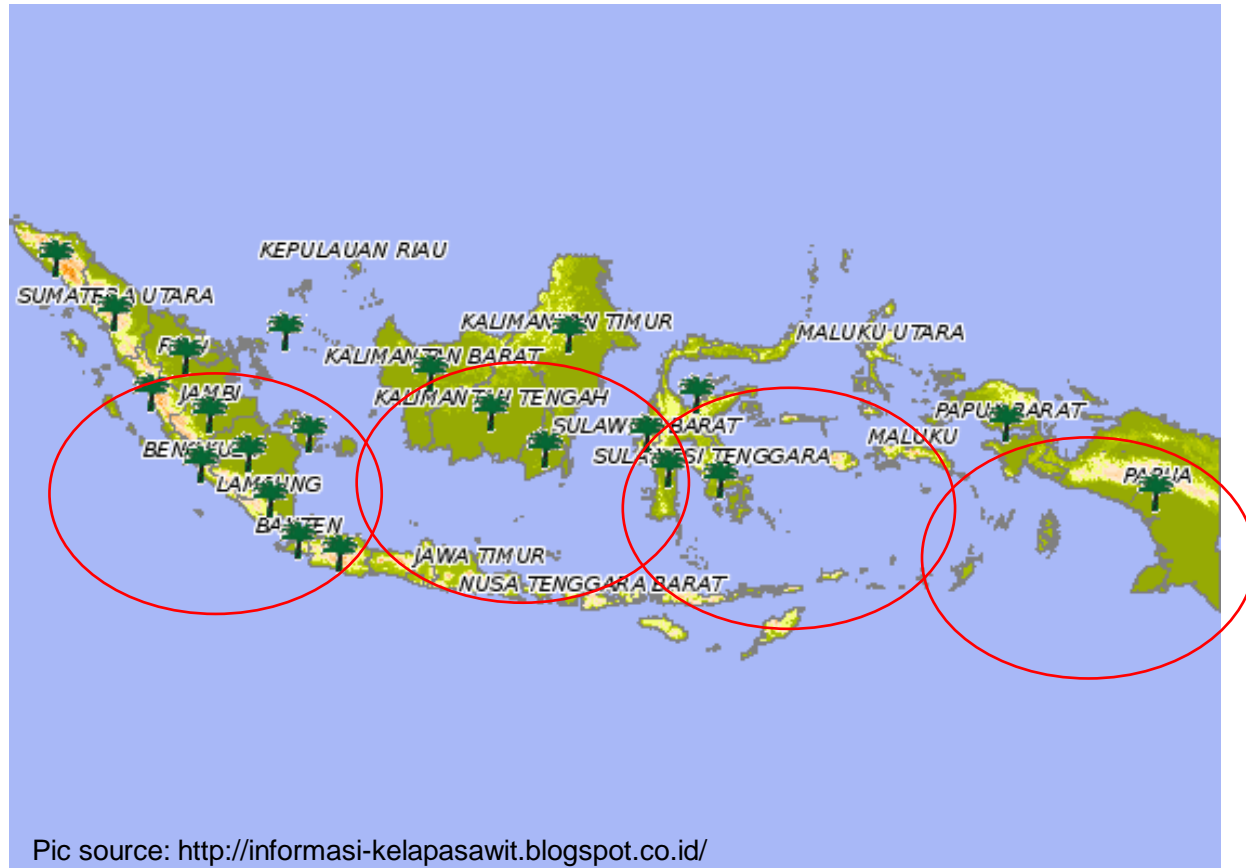 KEPULAUAN RIAU
SUMATERA UTARA
KALIMANTAN TIMUR
MALUKU UTARA
KALIMANTAN BARAT
JAMBI
KALIMANTAN TENGAH
PAPUA BARAT
SULAWESI BARAT
MALUKU
BENGKULU
SULAWESI TENGGARA
PAPUA
LAMPUNG
BANTEN
JAWA TIMUR
NUSA TENGGARA BARAT
Pic source: http://informasi-kelapasawit.blogspot.co.id/